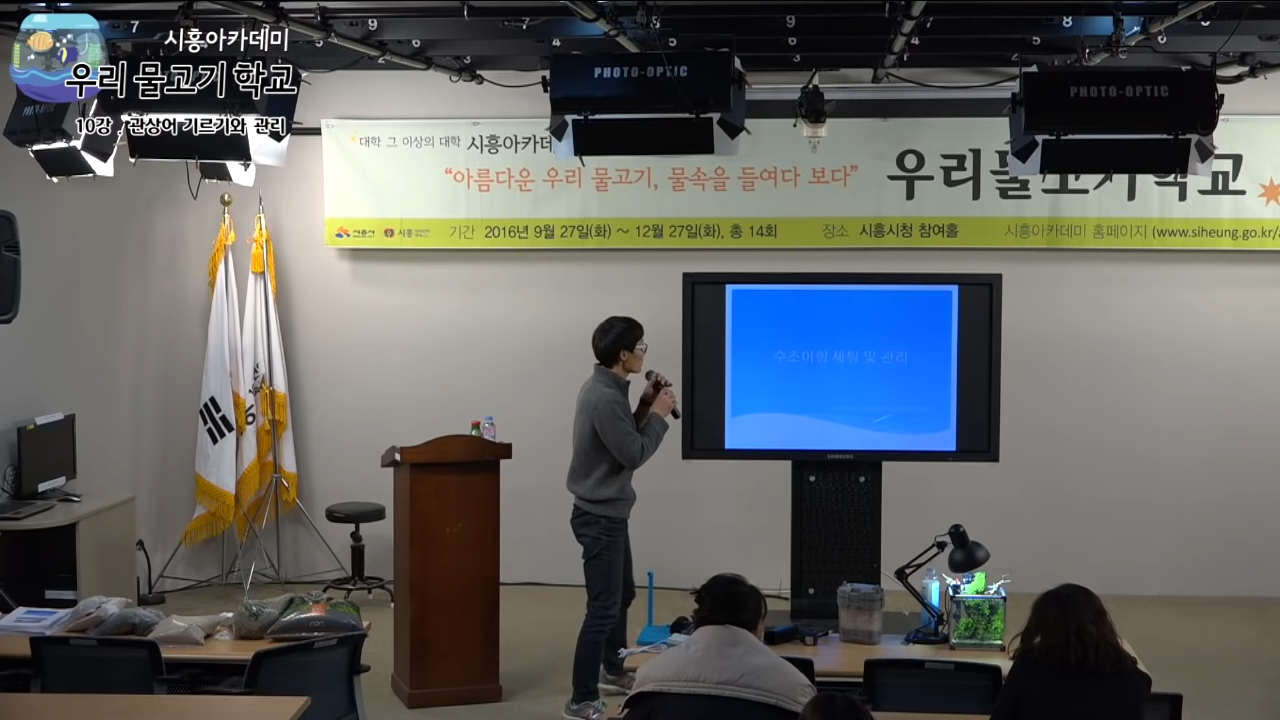 시흥아카데미
우리 물고기 학교
10강. 관상어 기르기와 관리
PHOTO-OPTIC
PHOTO-OPTIC
대학 그 이상의 대학 시흥아카데
“아름다운 우리 물고기, 물속을 들여다 보다”
우리물고기학교
시흥시 시흥
기간 2016년 9월 27일(화) ~ 12월 27일(화), 총 14회 장소 시흥시청 참여홀 시흥아카데미 홈페이지 (www.siheung.go.kr/a
수초어항 세팅 및 관리
SAMSUNG